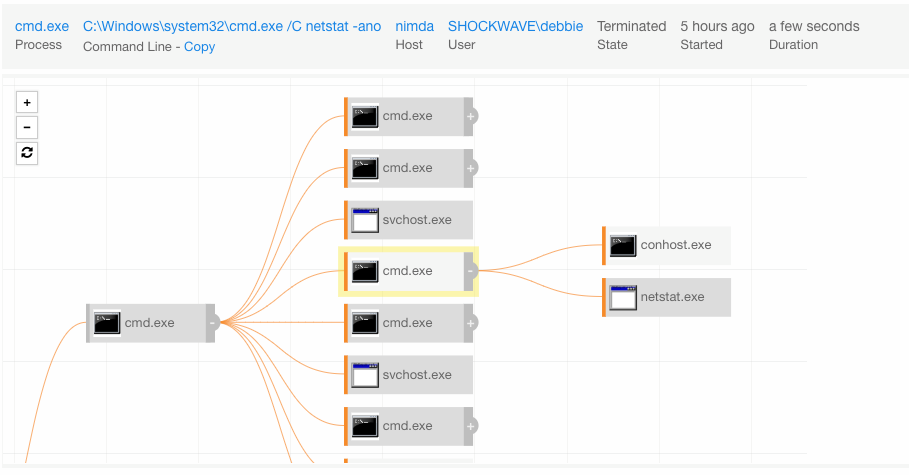 cmd.exe C:\Windows\system32\cmd.exe /C netstat -ano nimda SHOCKWAVE\debbie Terminated 5 hours ago a few seconds
Process Command Line - Copy Host User State Started Duration
+
−
cmd.exe +
cmd.exe +
svchost.exe
conhost.exe
cmd.exe -
netstat.exe
cmd.exe -
cmd.exe +
svchost.exe
cmd.exe +